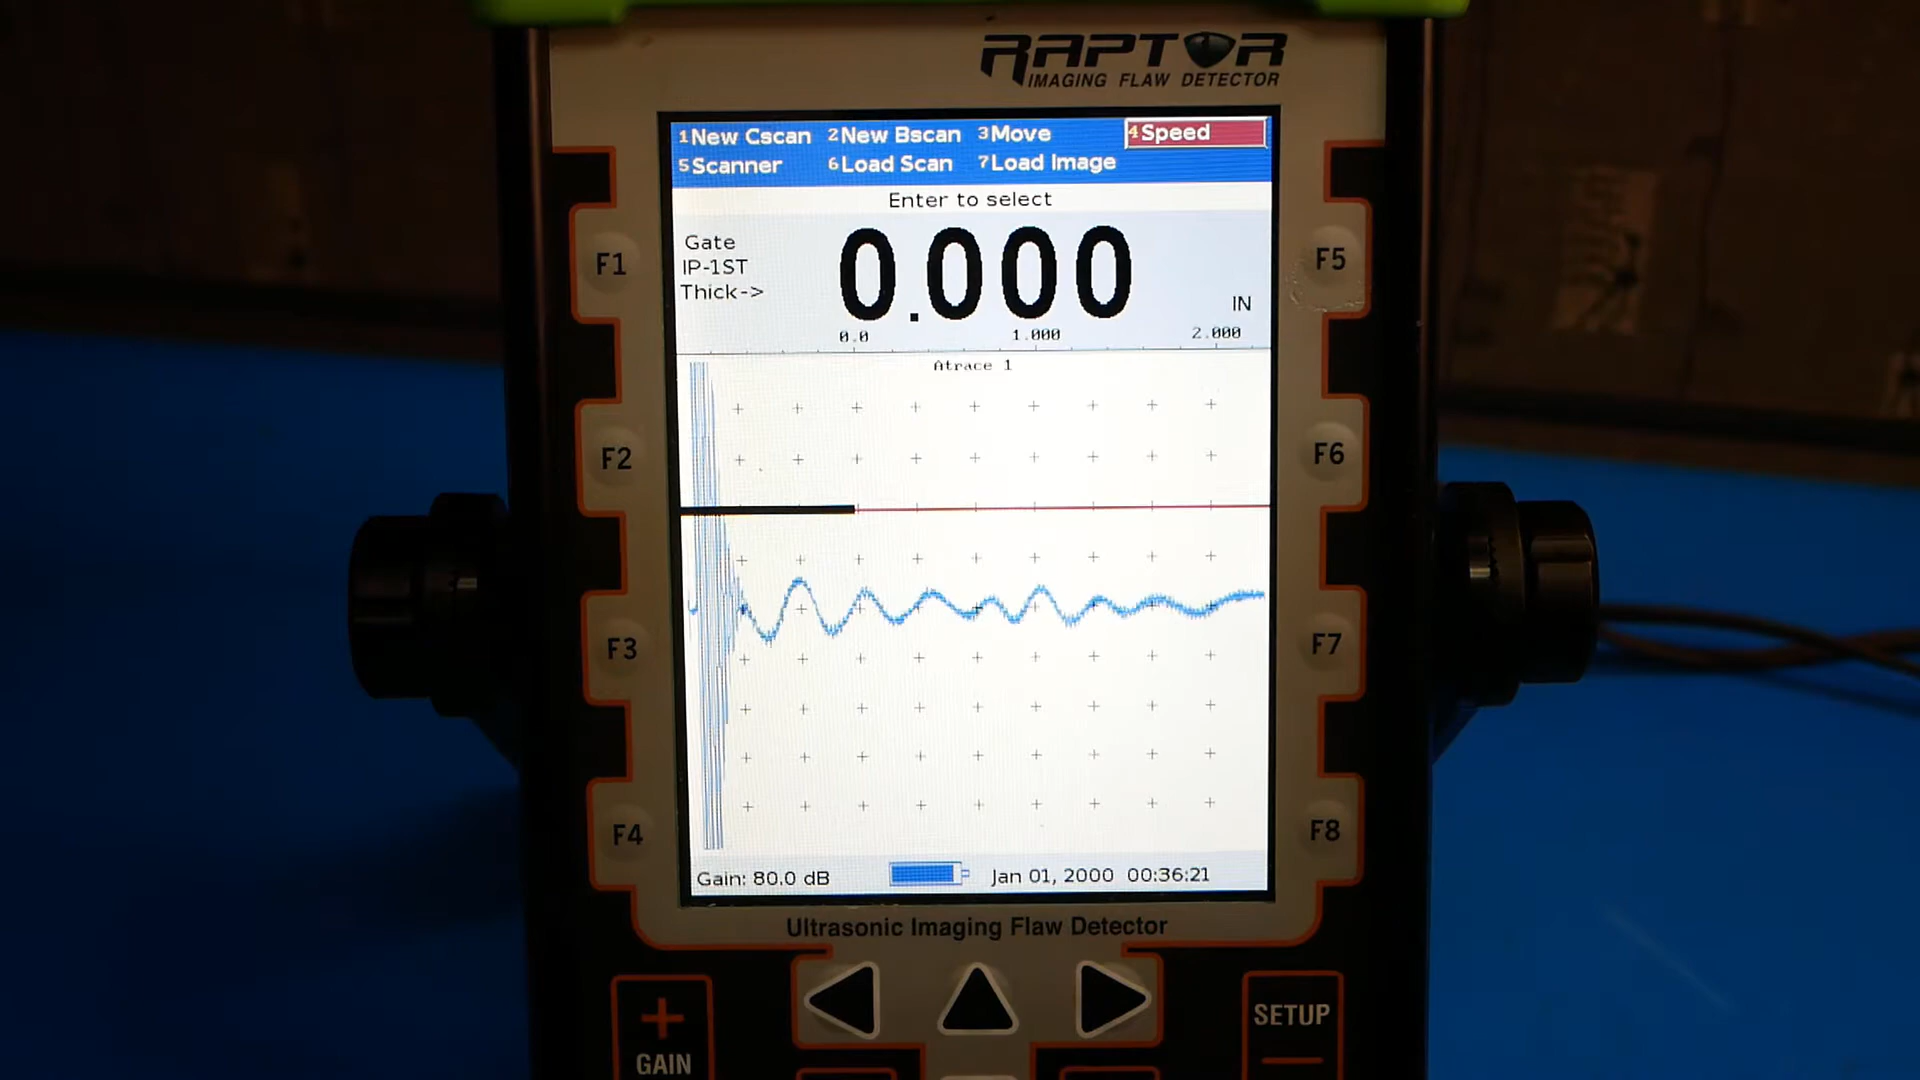 RAPTOR
IMAGING FLAW DETECTOR
1New Cscan 2New Bscan 3Move 4Speed
5Scanner 6Load Scan 7Load Image
Enter to select
Gate
IP-1ST
Thick->
0.000
IN
0.0 1.000 2.000
Atrace 1
Gain: 80.0 dB Jan 01, 2000 00:36:21
F1
F2
F3
F4
F5
F6
F7
F8
Ultrasonic Imaging Flaw Detector
+
GAIN
SETUP